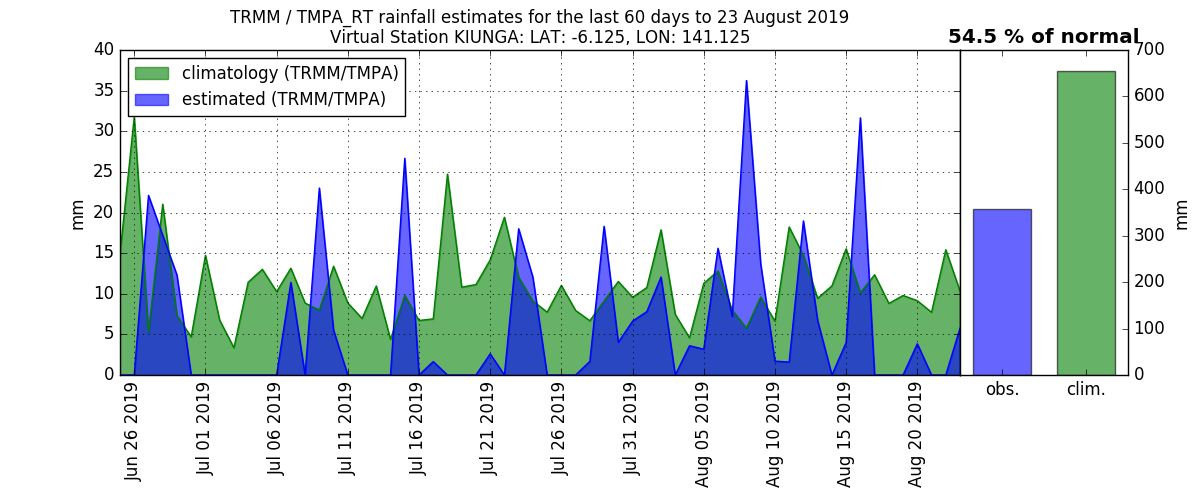 TRMM / TMPA_RT rainfall estimates for the last 60 days to 23 August 2019
Virtual Station KIUNGA: LAT: -6.125, LON: 141.125
54.5 % of normal
climatology (TRMM/TMPA)
estimated (TRMM/TMPA)
mm
40
35
30
25
20
15
10
5
0
Jun 26 2019
Jul 01 2019
Jul 06 2019
Jul 11 2019
Jul 16 2019
Jul 21 2019
Jul 26 2019
Jul 31 2019
Aug 05 2019
Aug 10 2019
Aug 15 2019
Aug 20 2019
obs.
clim.
700
600
500
400
300
200
100
0
mm